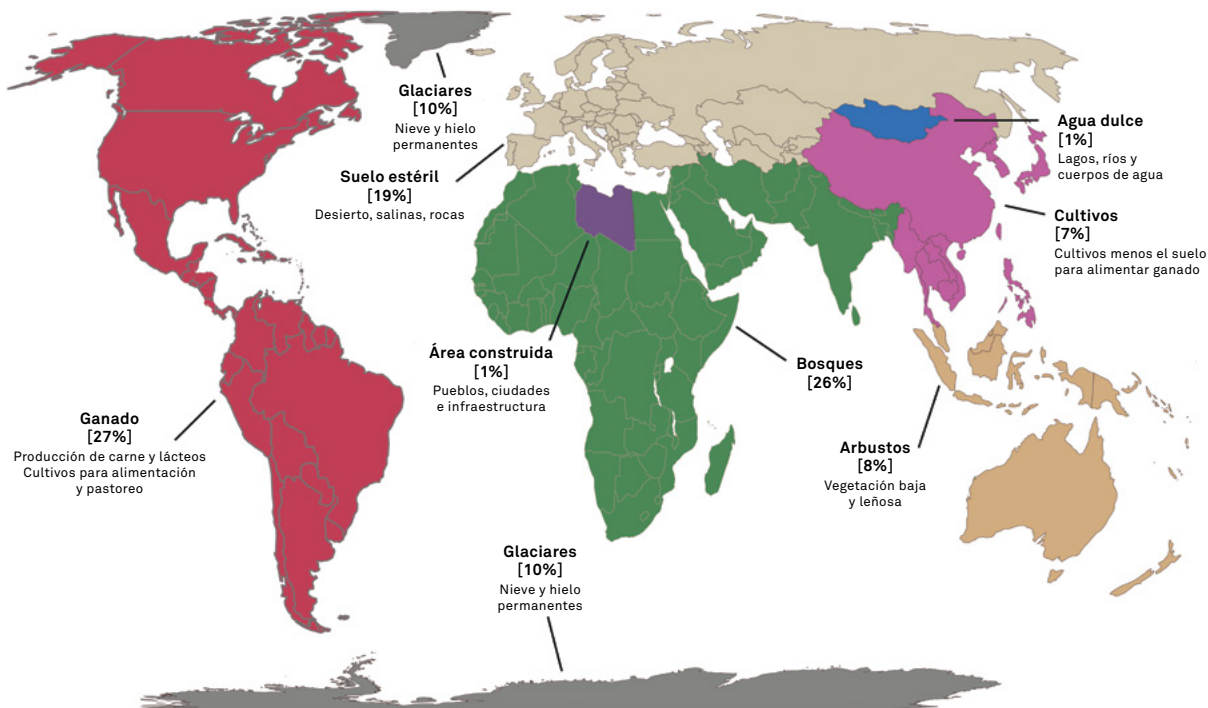 Glaciares
[10%]
Nieve y hielo
permanentes
Suelo estéril
[19%]
Desierto, salinas, rocas
Agua dulce
[1%]
Lagos, ríos y
cuerpos de agua
Cultivos
[7%]
Cultivos menos el suelo
para alimentar ganado
Área construida
[1%]
Pueblos, ciudades
e infraestructura
Bosques
[26%]
Ganado
[27%]
Producción de carne y lácteos
Cultivos para alimentación
y pastoreo
Arbustos
[8%]
Vegetación baja
y leñosa
Glaciares
[10%]
Nieve y hielo
permanentes